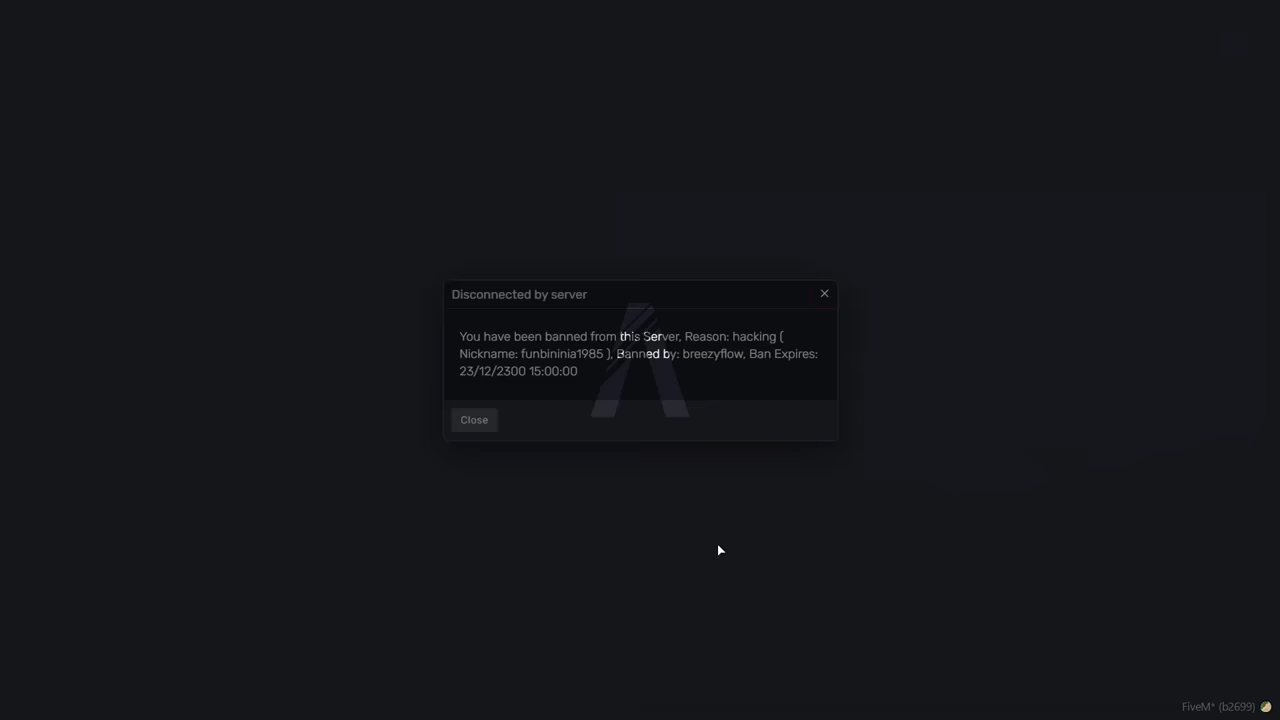 Disconnected by server
You have been banned from this Server, Reason: hacking (
Nickname: funbininia1985 ), Banned by: breezyflow, Ban Expires:
23/12/2300 15:00:00
Close
FiveM* (b2699)